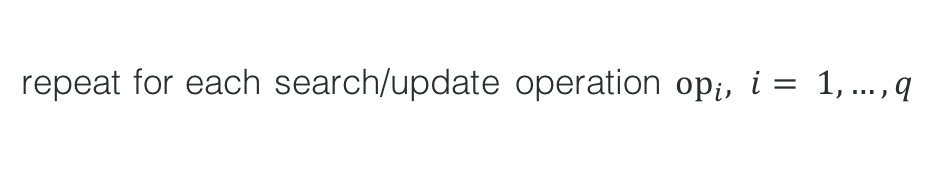 repeat for each search/update operation opᵢ, 𝑖 = 1, … , 𝑞